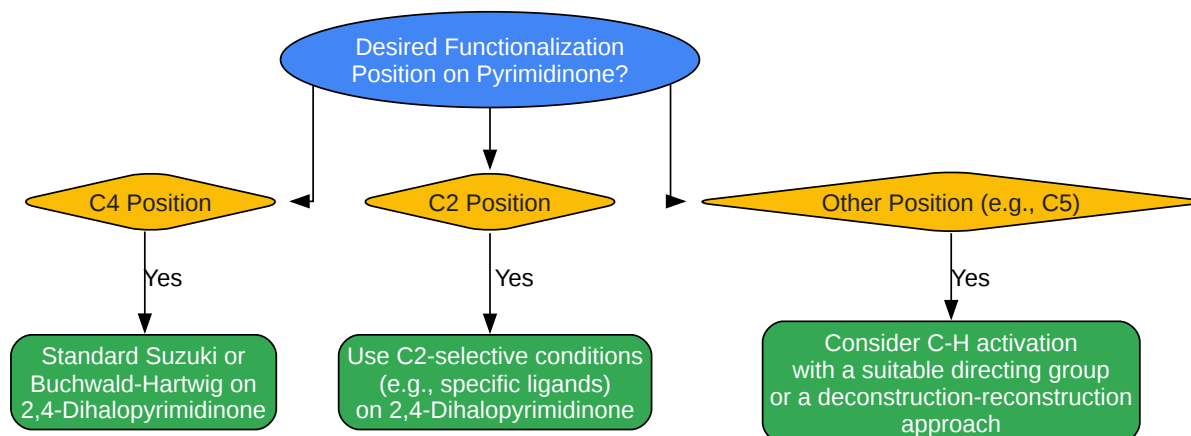 Desired Functionalization
Position on Pyrimidinone?
C4 Position
C2 Position
Other Position (e.g., C5)
Yes
Yes
Yes
Standard Suzuki or
Buchwald-Hartwig on
2,4-Dihalopyrimidinone
Use C2-selective conditions
(e.g., specific ligands)
on 2,4-Dihalopyrimidinone
Consider C-H activation
with a suitable directing group
or a deconstruction-reconstruction
approach